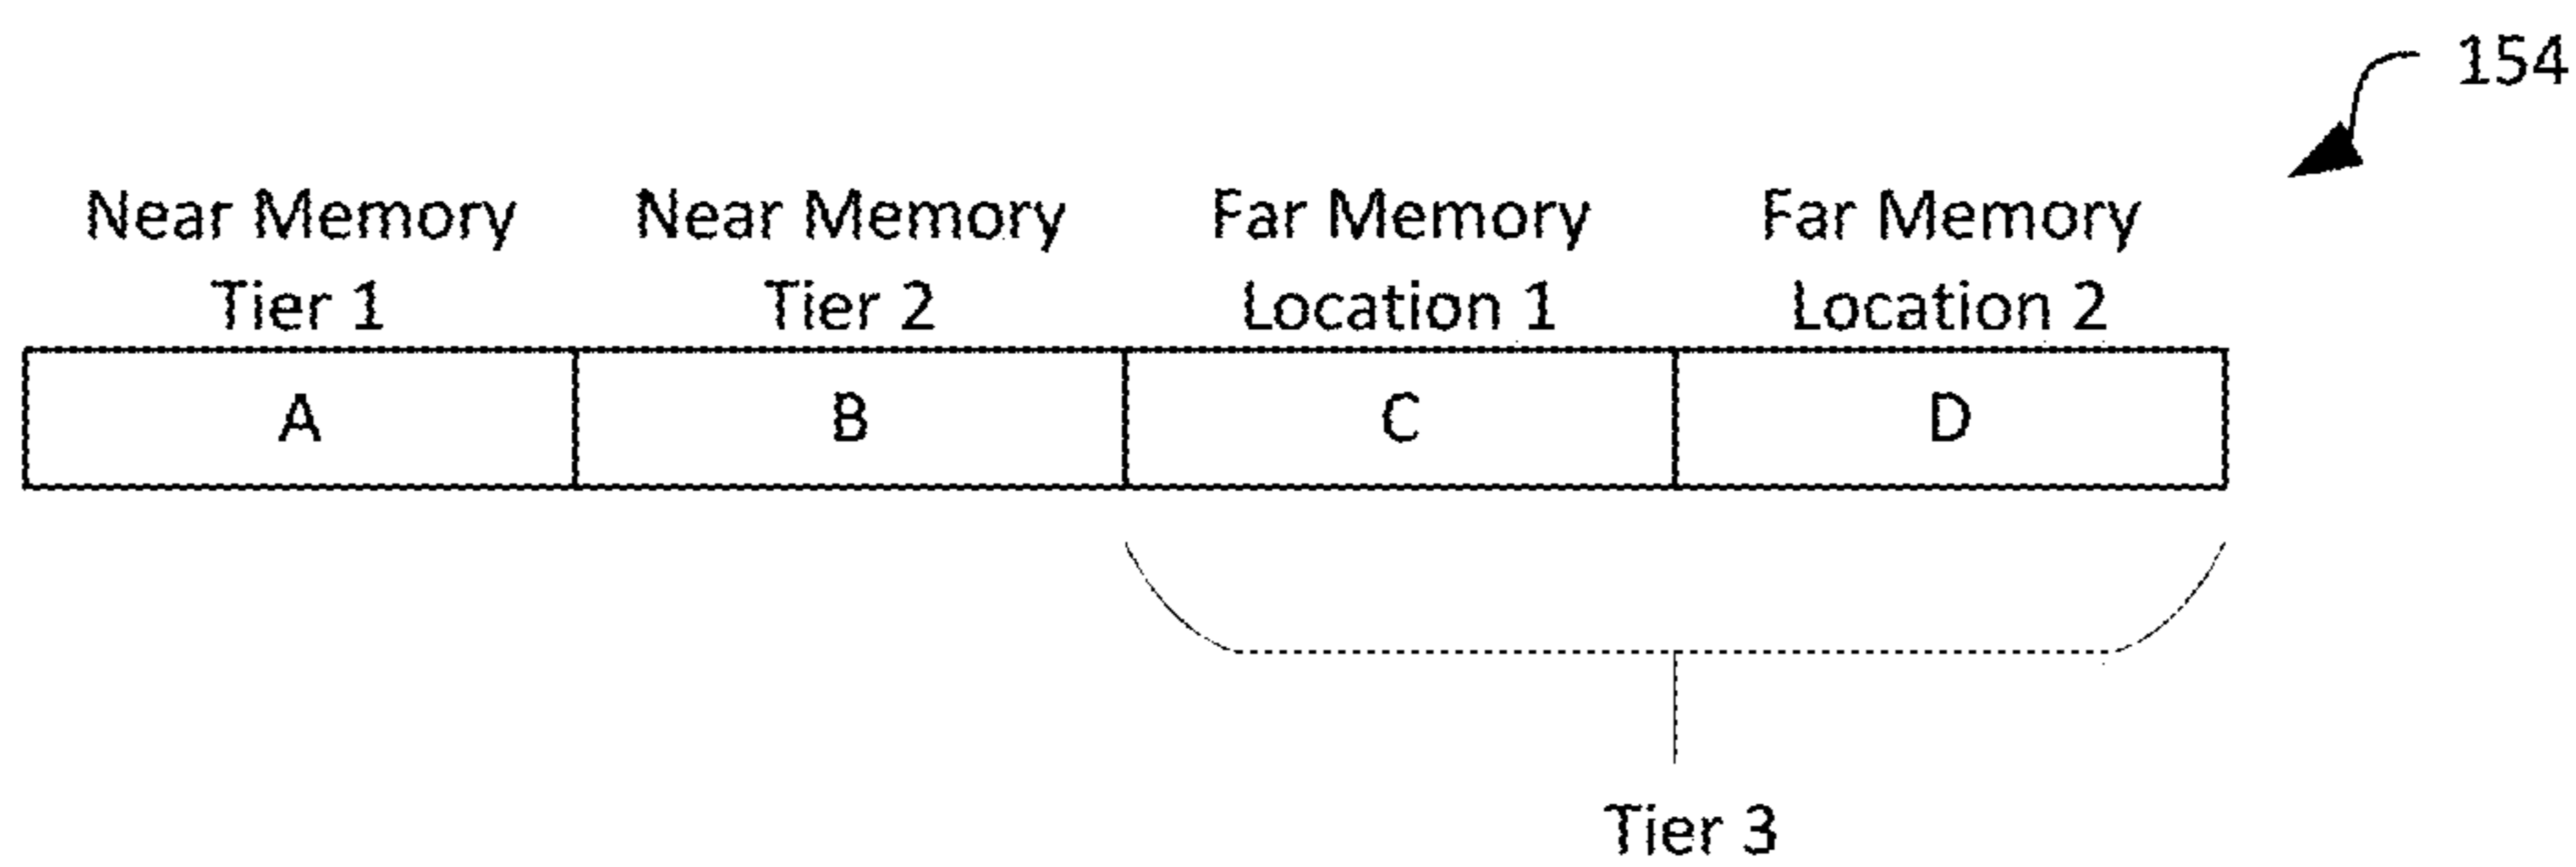 154
Near Memory Near Memory Far Memory Far Memory
Tier 1 Tier 2 Location 1 Location 2
A B C D
Tier 3